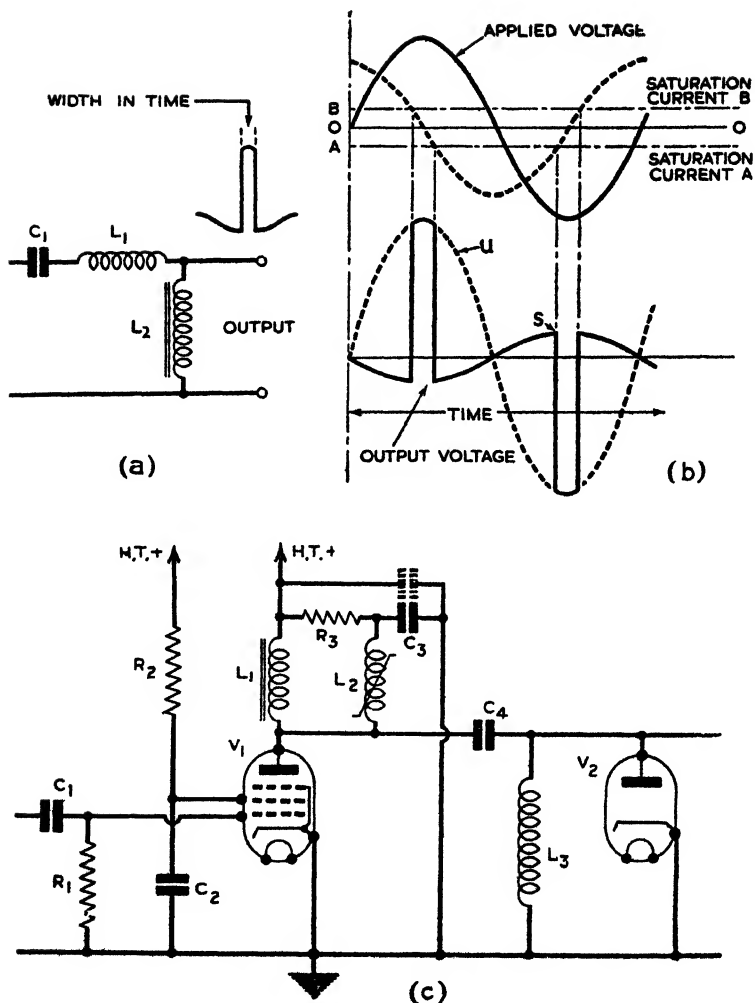 (a)
WIDTH IN TIME
C1
L1
L2
OUTPUT
(b)
APPLIED VOLTAGE
B
O
A
SATURATION
CURRENT B
O
SATURATION
CURRENT A
u
S
TIME
OUTPUT VOLTAGE
(c)
H.T.+
H.T.+
R2
R3
C3
L1
L2
C4
V1
V2
C1
L3
R1
C2